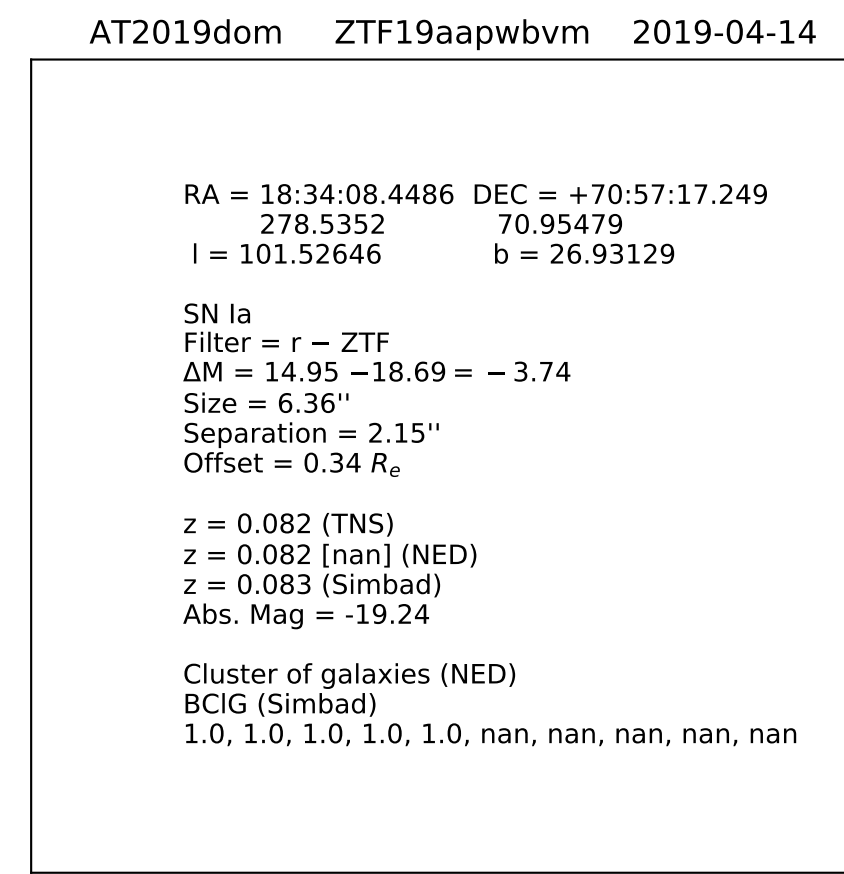 AT2019dom ZTF19aapwbvm 2019-04-14
RA = 18:34:08.4486 DEC = +70:57:17.249
278.5352 70.95479
l = 101.52646 b = 26.93129
SN Ia
Filter = r − ZTF
ΔM = 14.95 −18.69 = − 3.74
Size = 6.36''
Separation = 2.15''
Offset = 0.34 Rₑ
z = 0.082 (TNS)
z = 0.082 [nan] (NED)
z = 0.083 (Simbad)
Abs. Mag = -19.24
Cluster of galaxies (NED)
BClG (Simbad)
1.0, 1.0, 1.0, 1.0, 1.0, nan, nan, nan, nan, nan